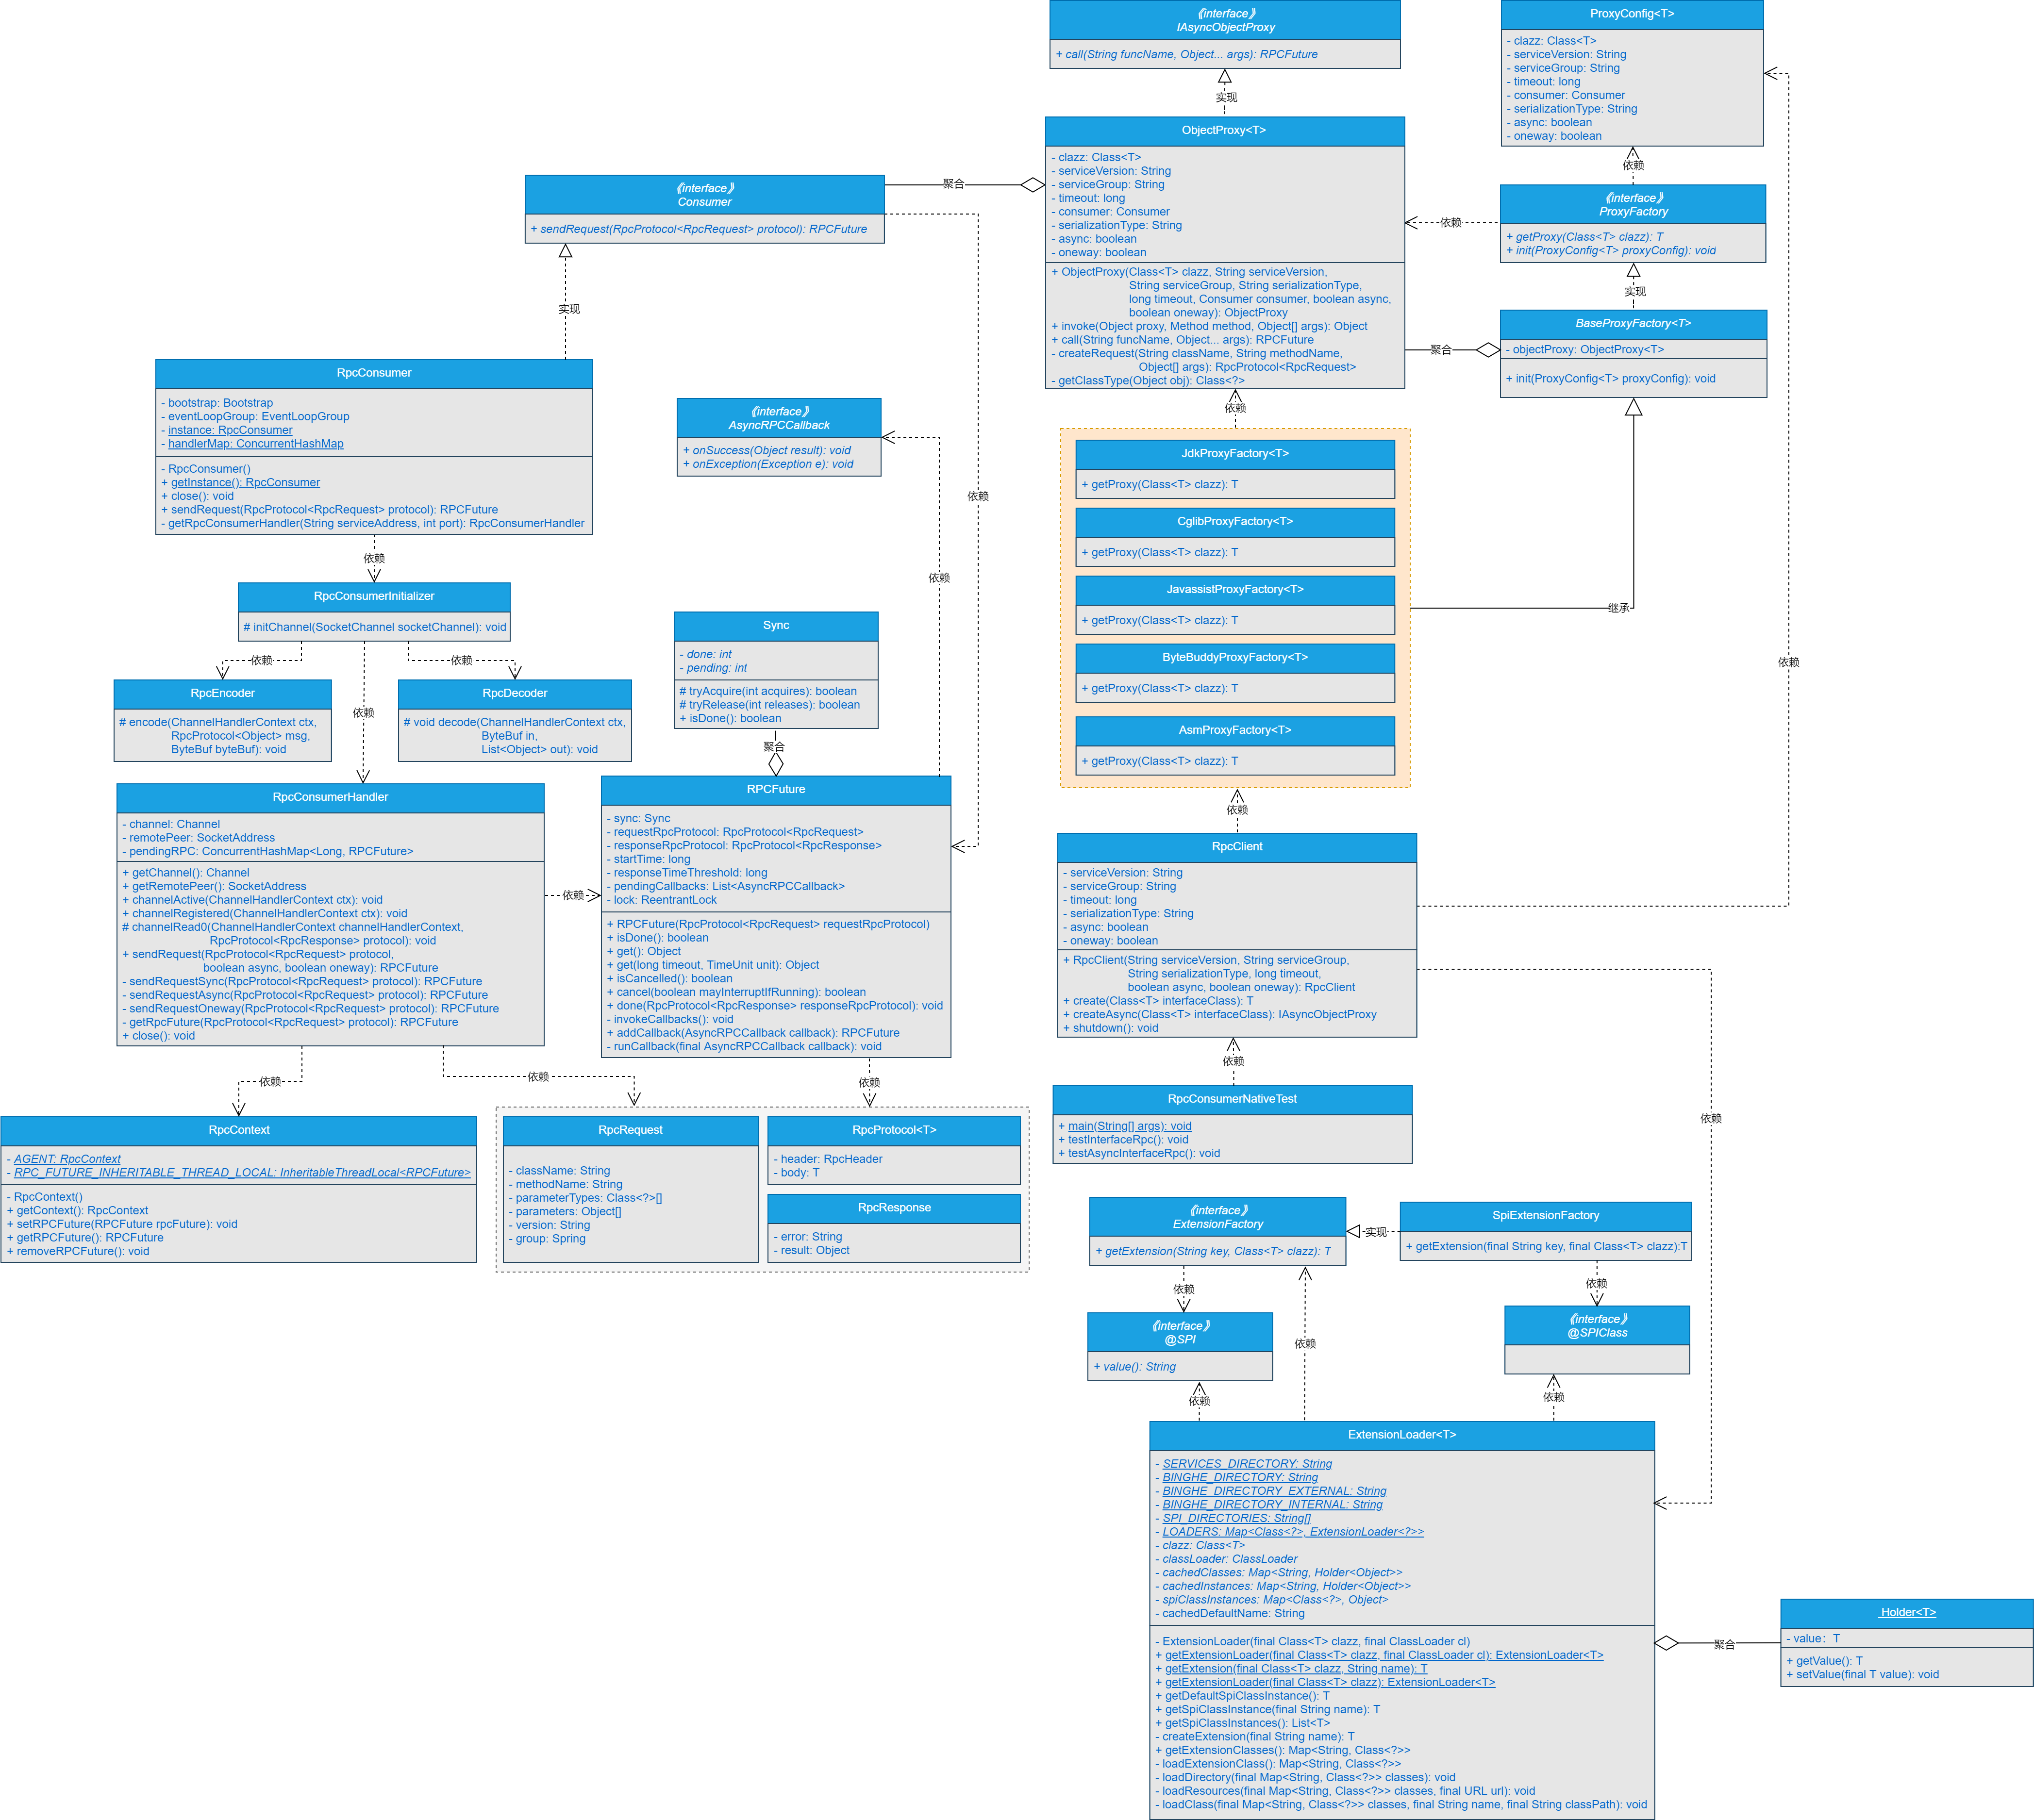 《interface》
IAsyncObjectProxy
+ call(String funcName, Object... args): RPCFuture
实现
ProxyConfig<T>
- clazz: Class<T>
- serviceVersion: String
- serviceGroup: String
- timeout: long
- consumer: Consumer
- serializationType: String
- async: boolean
- oneway: boolean
依赖
ObjectProxy<T>
- clazz: Class<T>
- serviceVersion: String
- serviceGroup: String
- timeout: long
- consumer: Consumer
- serializationType: String
- async: boolean
- oneway: boolean
+ ObjectProxy(Class<T> clazz, String serviceVersion,
String serviceGroup, String serializationType,
long timeout, Consumer consumer, boolean async,
boolean oneway): ObjectProxy
+ invoke(Object proxy, Method method, Object[] args): Object
+ call(String funcName, Object... args): RPCFuture
- createRequest(String className, String methodName,
Object[] args): RpcProtocol<RpcRequest>
- getClassType(Object obj): Class<?>
依赖
《interface》
ProxyFactory
+ getProxy(Class<T> clazz): T
+ init(ProxyConfig<T> proxyConfig): void
依赖
实现
BaseProxyFactory<T>
- objectProxy: ObjectProxy<T>
+ init(ProxyConfig<T> proxyConfig): void
聚合
聚合
《interface》
Consumer
+ sendRequest(RpcProtocol<RpcRequest> protocol): RPCFuture
实现
RpcConsumer
- bootstrap: Bootstrap
- eventLoopGroup: EventLoopGroup
- instance: RpcConsumer
- handlerMap: ConcurrentHashMap
- RpcConsumer()
+ getInstance(): RpcConsumer
+ close(): void
+ sendRequest(RpcProtocol<RpcRequest> protocol): RPCFuture
- getRpcConsumerHandler(String serviceAddress, int port): RpcConsumerHandler
依赖
《interface》
AsyncRPCCallback
+ onSuccess(Object result): void
+ onException(Exception e): void
依赖
依赖
JdkProxyFactory<T>
+ getProxy(Class<T> clazz): T
CglibProxyFactory<T>
+ getProxy(Class<T> clazz): T
JavassistProxyFactory<T>
+ getProxy(Class<T> clazz): T
ByteBuddyProxyFactory<T>
+ getProxy(Class<T> clazz): T
AsmProxyFactory<T>
+ getProxy(Class<T> clazz): T
继承
依赖
依赖
RpcConsumerInitializer
# initChannel(SocketChannel socketChannel): void
依赖
依赖
依赖
RpcEncoder
# encode(ChannelHandlerContext ctx,
RpcProtocol<Object> msg,
ByteBuf byteBuf): void
RpcDecoder
# void decode(ChannelHandlerContext ctx,
ByteBuf in,
List<Object> out): void
Sync
- done: int
- pending: int
# tryAcquire(int acquires): boolean
# tryRelease(int releases): boolean
+ isDone(): boolean
聚合
RpcConsumerHandler
- channel: Channel
- remotePeer: SocketAddress
- pendingRPC: ConcurrentHashMap<Long, RPCFuture>
+ getChannel(): Channel
+ getRemotePeer(): SocketAddress
+ channelActive(ChannelHandlerContext ctx): void
+ channelRegistered(ChannelHandlerContext ctx): void
# channelRead0(ChannelHandlerContext channelHandlerContext,
RpcProtocol<RpcResponse> protocol): void
+ sendRequest(RpcProtocol<RpcRequest> protocol,
boolean async, boolean oneway): RPCFuture
- sendRequestSync(RpcProtocol<RpcRequest> protocol): RPCFuture
- sendRequestAsync(RpcProtocol<RpcRequest> protocol): RPCFuture
- sendRequestOneway(RpcProtocol<RpcRequest> protocol): RPCFuture
- getRpcFuture(RpcProtocol<RpcRequest> protocol): RPCFuture
+ close(): void
依赖
RPCFuture
- sync: Sync
- requestRpcProtocol: RpcProtocol<RpcRequest>
- responseRpcProtocol: RpcProtocol<RpcResponse>
- startTime: long
- responseTimeThreshold: long
- pendingCallbacks: List<AsyncRPCCallback>
- lock: ReentrantLock
+ RPCFuture(RpcProtocol<RpcRequest> requestRpcProtocol)
+ isDone(): boolean
+ get(): Object
+ get(long timeout, TimeUnit unit): Object
+ isCancelled(): boolean
+ cancel(boolean mayInterruptIfRunning): boolean
+ done(RpcProtocol<RpcResponse> responseRpcProtocol): void
- invokeCallbacks(): void
+ addCallback(AsyncRPCCallback callback): RPCFuture
- runCallback(final AsyncRPCCallback callback): void
依赖
RpcClient
- serviceVersion: String
- serviceGroup: String
- timeout: long
- serializationType: String
- async: boolean
- oneway: boolean
+ RpcClient(String serviceVersion, String serviceGroup,
String serializationType, long timeout,
boolean async, boolean oneway): RpcClient
+ create(Class<T> interfaceClass): T
+ createAsync(Class<T> interfaceClass): IAsyncObjectProxy
+ shutdown(): void
依赖
依赖
依赖
依赖
RpcConsumerNativeTest
+ main(String[] args): void
+ testInterfaceRpc(): void
+ testAsyncInterfaceRpc(): void
依赖
RpcContext
- AGENT: RpcContext
- RPC_FUTURE_INHERITABLE_THREAD_LOCAL: InheritableThreadLocal<RPCFuture>
- RpcContext()
+ getContext(): RpcContext
+ setRPCFuture(RPCFuture rpcFuture): void
+ getRPCFuture(): RPCFuture
+ removeRPCFuture(): void
RpcRequest
- className: String
- methodName: String
- parameterTypes: Class<?>[]
- parameters: Object[]
- version: String
- group: Spring
RpcProtocol<T>
- header: RpcHeader
- body: T
RpcResponse
- error: String
- result: Object
《interface》
ExtensionFactory
+ getExtension(String key, Class<T> clazz): T
实现
SpiExtensionFactory
+ getExtension(final String key, final Class<T> clazz):T
依赖
依赖
《interface》
@SPI
+ value(): String
依赖
《interface》
@SPIClass
依赖
依赖
ExtensionLoader<T>
- SERVICES_DIRECTORY: String
- BINGHE_DIRECTORY: String
- BINGHE_DIRECTORY_EXTERNAL: String
- BINGHE_DIRECTORY_INTERNAL: String
- SPI_DIRECTORIES: String[]
- LOADERS: Map<Class<?>, ExtensionLoader<?>>
- clazz: Class<T>
- classLoader: ClassLoader
- cachedClasses: Map<String, Holder<Object>>
- cachedInstances: Map<String, Holder<Object>>
- spiClassInstances: Map<Class<?>, Object>
- cachedDefaultName: String
- ExtensionLoader(final Class<T> clazz, final ClassLoader cl)
+ getExtensionLoader(final Class<T> clazz, final ClassLoader cl): ExtensionLoader<T>
+ getExtension(final Class<T> clazz, String name): T
+ getExtensionLoader(final Class<T> clazz): ExtensionLoader<T>
+ getDefaultSpiClassInstance(): T
+ getSpiClassInstance(final String name): T
+ getSpiClassInstances(): List<T>
- createExtension(final String name): T
+ getExtensionClasses(): Map<String, Class<?>>
- loadExtensionClass(): Map<String, Class<?>>
- loadDirectory(final Map<String, Class<?>> classes): void
- loadResources(final Map<String, Class<?>> classes, final URL url): void
- loadClass(final Map<String, Class<?>> classes, final String name, final String classPath): void
聚合
Holder<T>
- value: T
+ getValue(): T
+ setValue(final T value): void